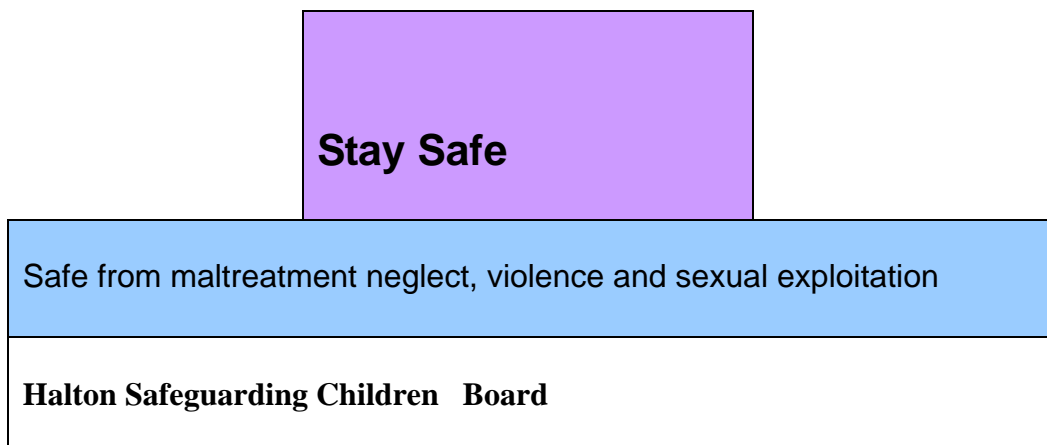 Stay Safe
Safe from maltreatment neglect, violence and sexual exploitation
Halton Safeguarding Children   Board